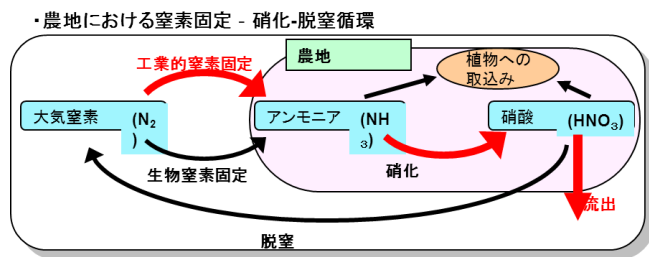 ・農地における窒素固定 - 硝化-脱窒循環
工業的窒素固定
農地
植物への
取込み
大気窒素
(N₂
)
アンモニア
(NH
₃)
硝酸
(HNO₃)
生物窒素固定
硝化
流出
脱窒